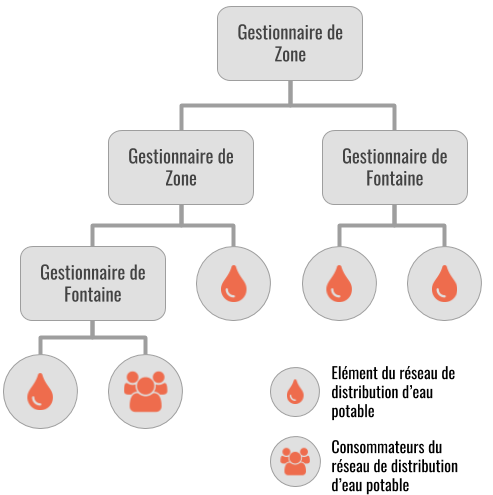 Gestionnaire de
Zone
Gestionnaire de
Zone
Gestionnaire de
Fontaine
Gestionnaire de
Fontaine
Elément du réseau de
distribution d'eau
potable
Consommateurs du
réseau de distribution
d'eau potable